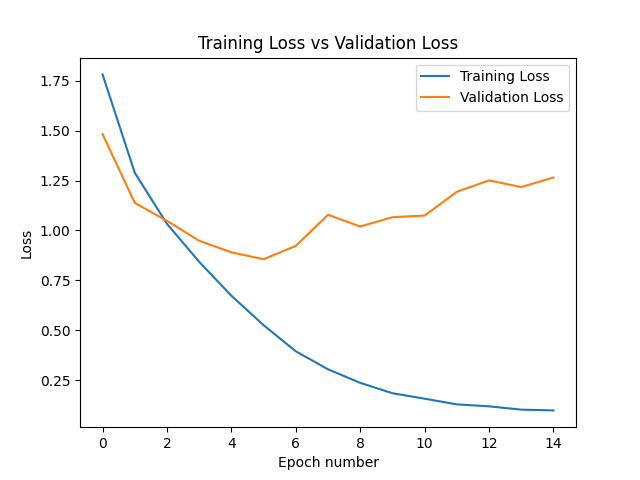 Training Loss vs Validation Loss
Training Loss
Validation Loss
1.75
1.50
1.25
1.00
0.75
0.50
0.25
Loss
0 2 4 6 8 10 12 14
Epoch number